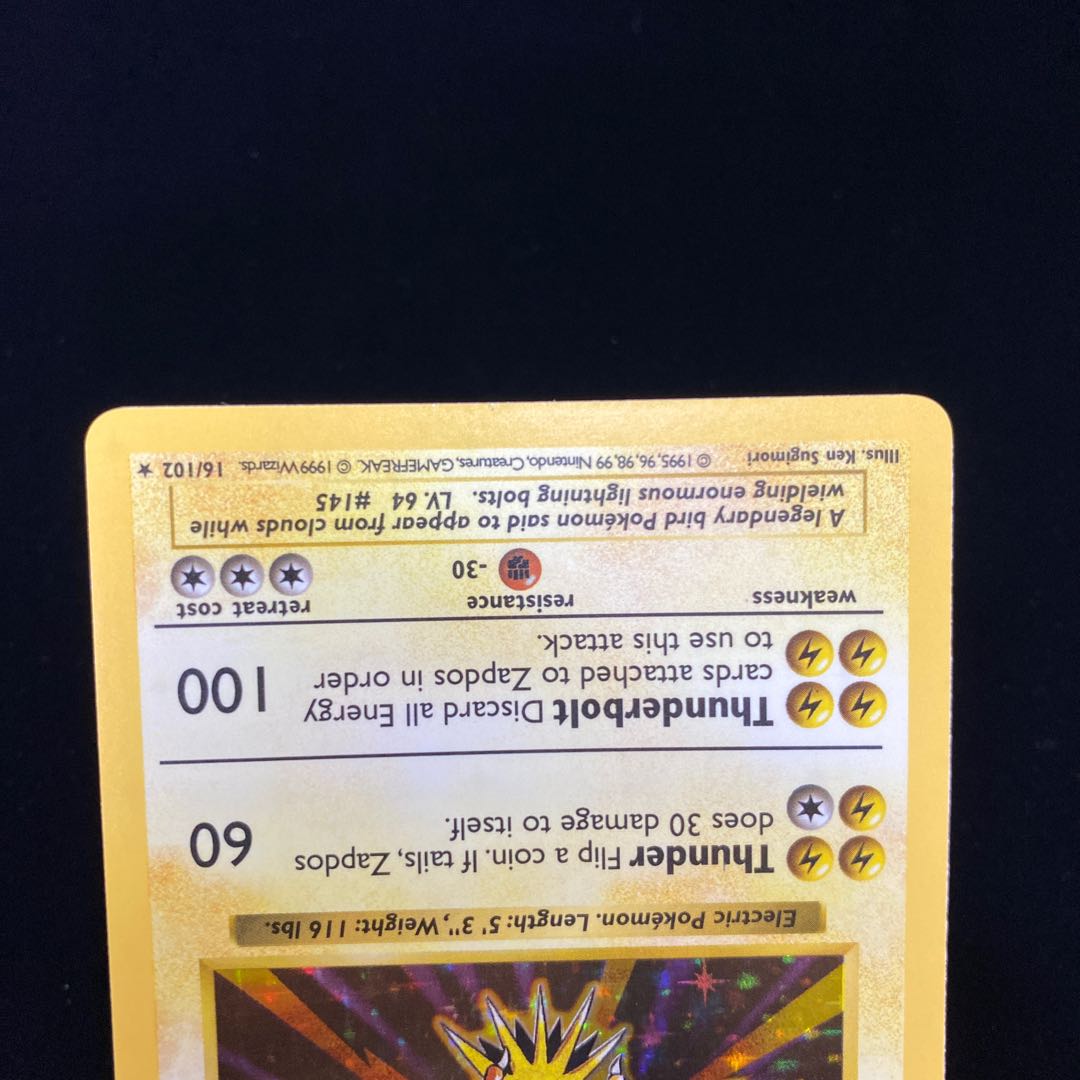 Electric Pokémon. Length: 5' 3", Weight: 116 lbs.
Thunder Flip a coin. If tails, Zapdos
does 30 damage to itself.
60
Thunderbolt Discard all Energy
cards attached to Zapdos in order
to use this attack.
100
weakness
resistance
-30
retreat cost
A legendary bird Pokémon said to appear from clouds while
wielding enormous lightning bolts. LV. 64 #145
Illus. Ken Sugimori
© 1995, 96, 98, 99 Nintendo, Creatures, GAMEFREAK. © 1999 Wizards.
16/102 ★